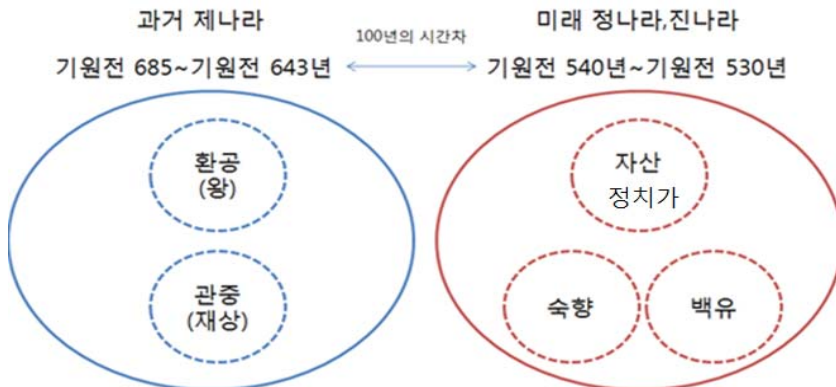 과거 제나라
기원전 685~기원전 643년
100년의 시간차
미래 정나라,진나라
기원전 540년~기원전 530년
환공
(왕)
관중
(재상)
자산
정치가
숙향
백유